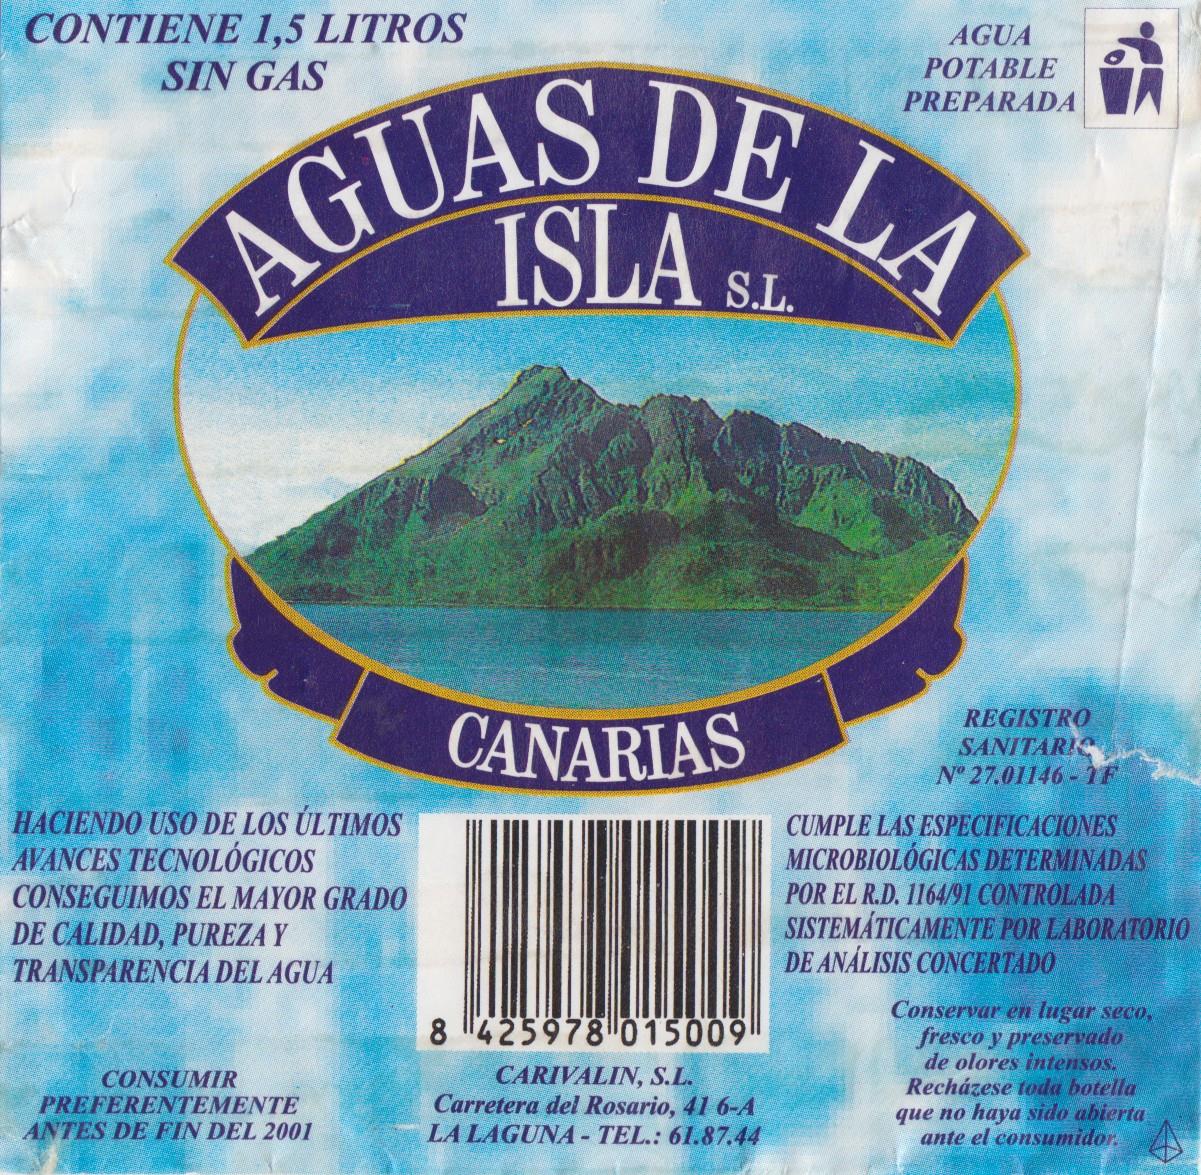 CONTIENE 1,5 LITROS
SIN GAS
AGUA
POTABLE
PREPARADA
AGUAS DE LA
ISLA S.L.
CANARIAS
REGISTRO
SANITARIO
Nº 27.01146 - TF
HACIENDO USO DE LOS ÚLTIMOS
AVANCES TECNOLÓGICOS
CONSEGUIMOS EL MAYOR GRADO
DE CALIDAD, PUREZA Y
TRANSPARENCIA DEL AGUA
CUMPLE LAS ESPECIFICACIONES
MICROBIOLÓGICAS DETERMINADAS
POR EL R.D. 1164/91 CONTROLADA
SISTEMÁTICAMENTE POR LABORATORIO
DE ANÁLISIS CONCERTADO
8 425978 015009
CONSUMIR
PREFERENTEMENTE
ANTES DE FIN DEL 2001
CARIVALIN, S.L.
Carretera del Rosario, 41 6-A
LA LAGUNA - TEL.: 61.87.44
Conservar en lugar seco,
fresco y preservado
de olores intensos.
Recházese toda botella
que no haya sido abierta
ante el consumidor.